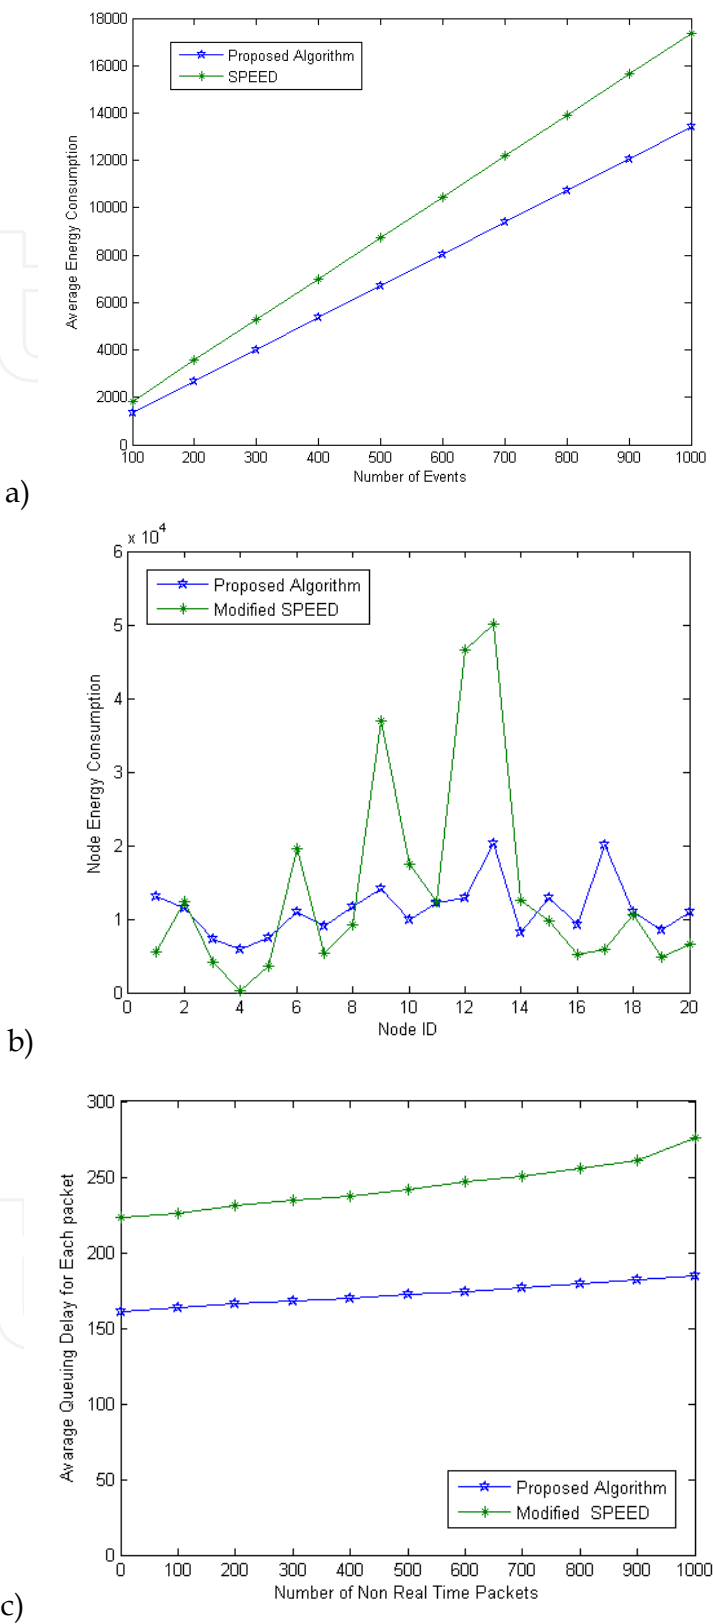 18000
16000
14000
12000
10000
8000
6000
4000
2000
0
Average Energy Consumption
Proposed Algorithm
SPEED
100 200 300 400 500 600 700 800 900 1000
Number of Events
a)
x 10^4
6
5
4
3
2
1
0
Node Energy Consumption
Proposed Algorithm
Modified SPEED
0 2 4 6 8 10 12 14 16 18 20
Node ID
b)
300
250
200
150
100
50
0
Avarage Queuing Delay for Each packet
Proposed Algorithm
Modified SPEED
0 100 200 300 400 500 600 700 800 900 1000
Number of Non Real Time Packets
c)